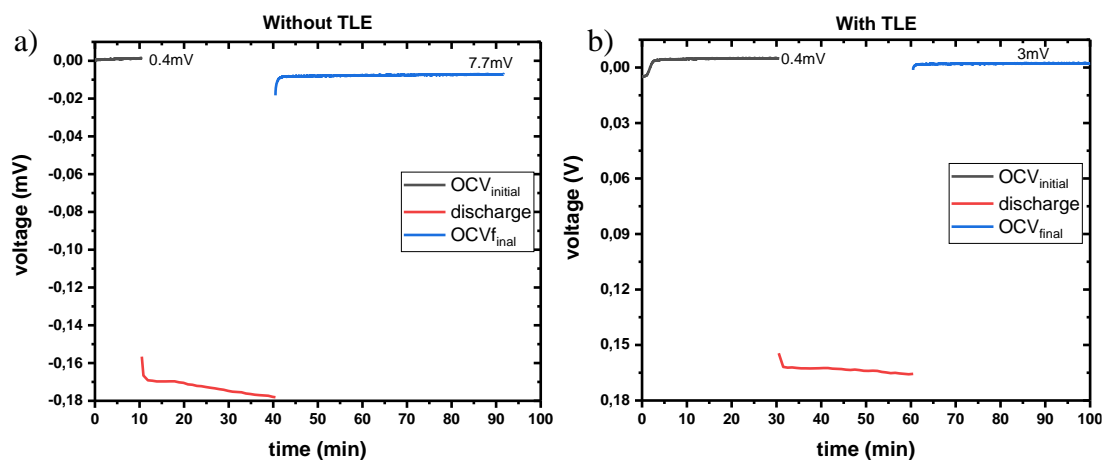 a)
Without TLE
0,00
-0,02
-0,04
-0,06
-0,08
-0,10
-0,12
-0,14
-0,16
-0,18
voltage (mV)
0.4mV
7.7mV
OCVinitial
discharge
OCVfinal
0 10 20 30 40 50 60 70 80 90 100
time (min)
b)
With TLE
0,00
0,03
0,06
0,09
0,12
0,15
0,18
voltage (V)
0.4mV
3mV
OCVinitial
discharge
OCVfinal
0 10 20 30 40 50 60 70 80 90 100
time (min)